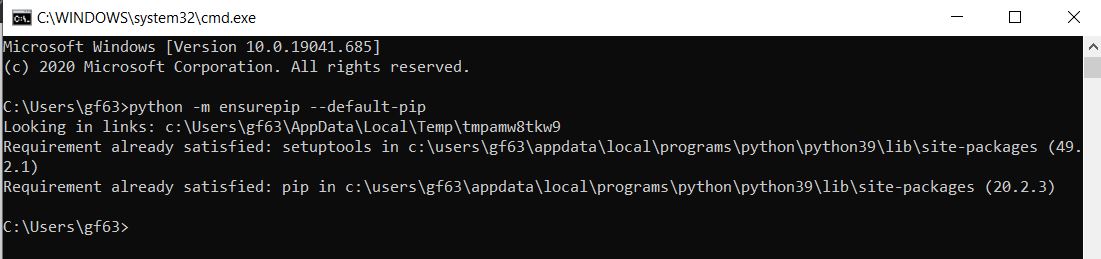 C:\WINDOWS\system32\cmd.exe
Microsoft Windows [Version 10.0.19041.685]
(c) 2020 Microsoft Corporation. All rights reserved.
C:\Users\gf63>python -m ensurepip --default-pip
Looking in links: c:\Users\gf63\AppData\Local\Temp\tmpamw8tkw9
Requirement already satisfied: setuptools in c:\users\gf63\appdata\local\programs\python\python39\lib\site-packages (49.
2.1)
Requirement already satisfied: pip in c:\users\gf63\appdata\local\programs\python\python39\lib\site-packages (20.2.3)
C:\Users\gf63>